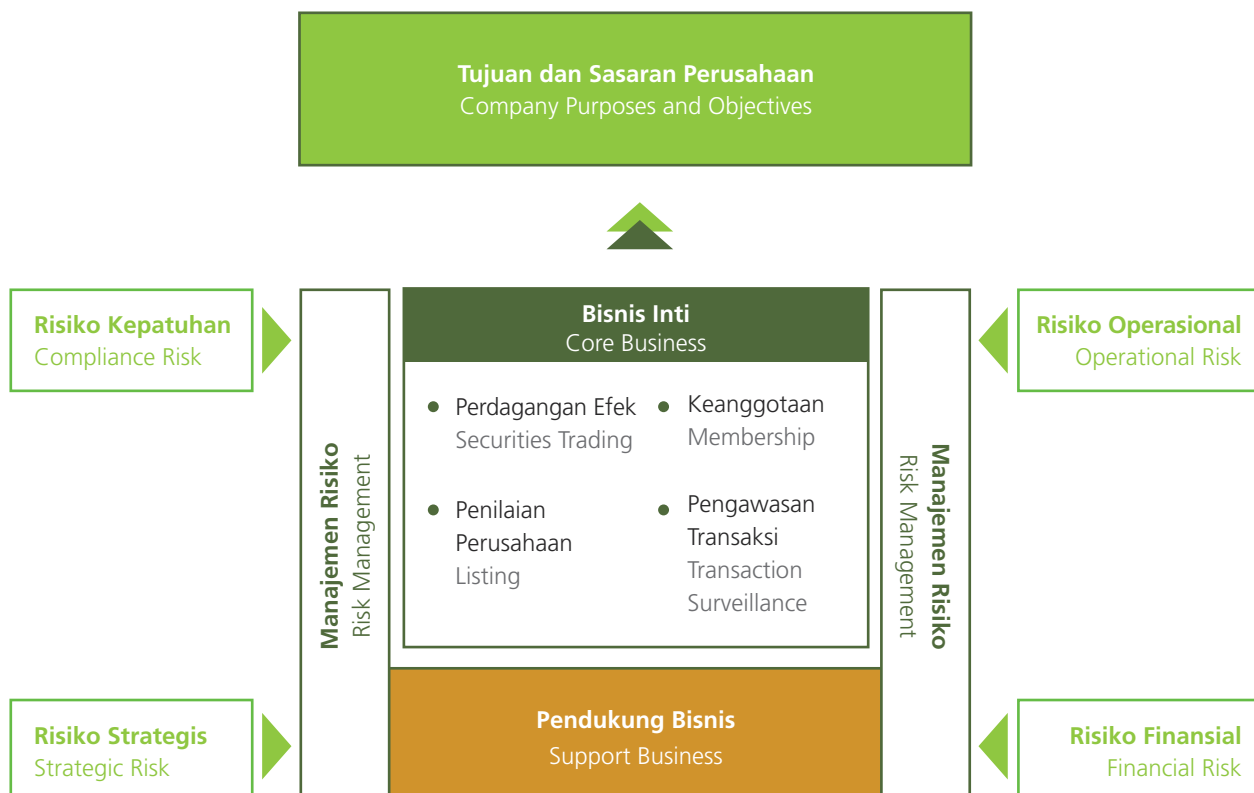 Tujuan dan Sasaran Perusahaan
Company Purposes and Objectives
Risiko Kepatuhan
Compliance Risk
Risiko Strategis
Strategic Risk
Manajemen Risiko
Risk Management
Bisnis Inti
Core Business
Perdagangan Efek
Securities Trading
Penilaian
Perusahaan
Listing
Keanggotaan
Membership
Pengawasan
Transaksi
Transaction
Surveillance
Pendukung Bisnis
Support Business
Manajemen Risiko
Risk Management
Risiko Operasional
Operational Risk
Risiko Finansial
Financial Risk